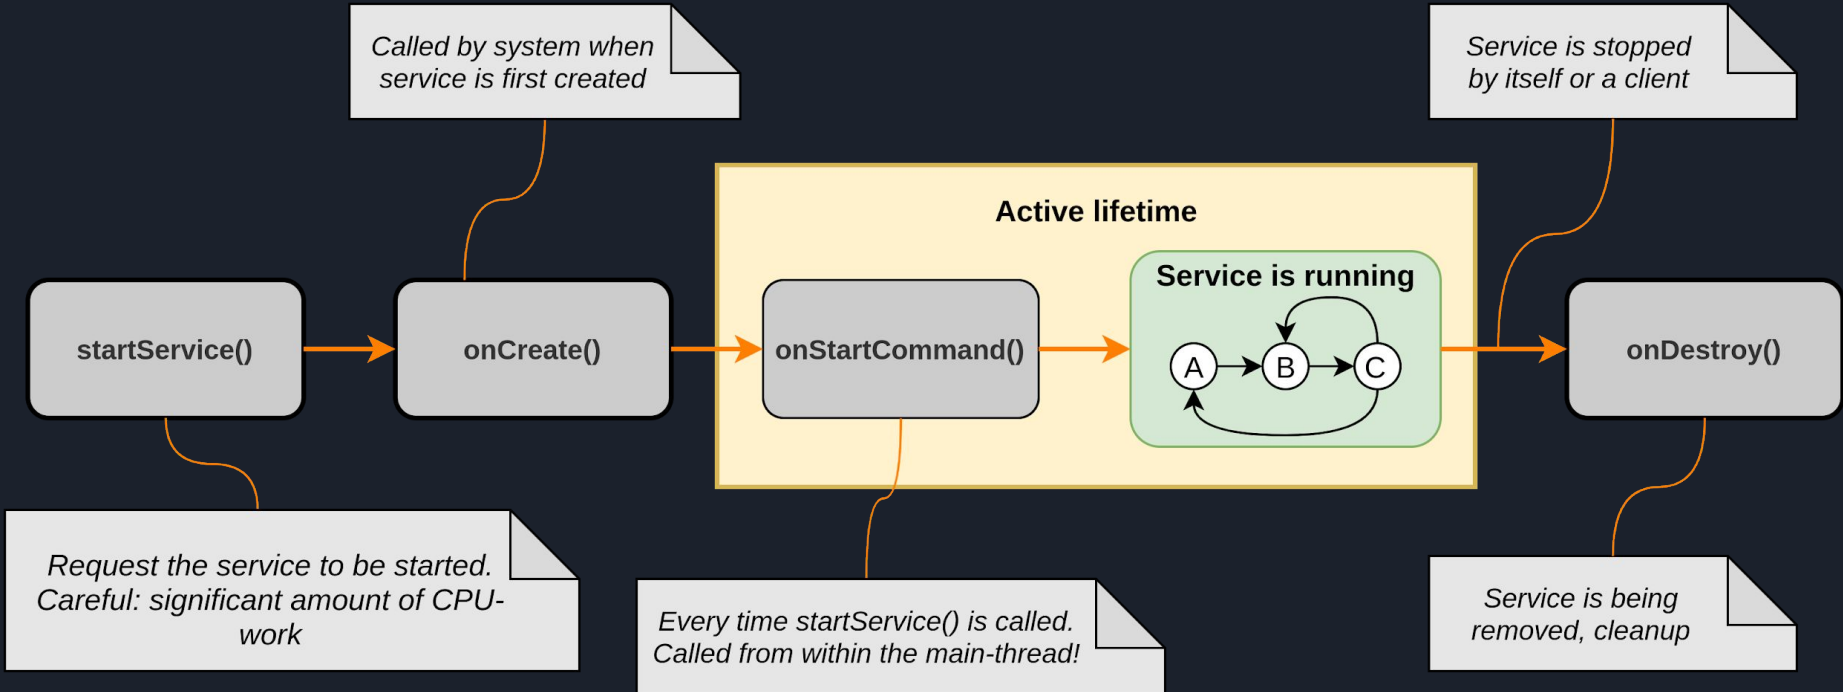 Called by system when
service is first created
Service is stopped
by itself or a client
Active lifetime
Service is running
startService()
onCreate()
onStartCommand()
A
B
C
onDestroy()
Request the service to be started.
Careful: significant amount of CPU-
work
Every time startService() is called.
Called from within the main-thread!
Service is being
removed, cleanup